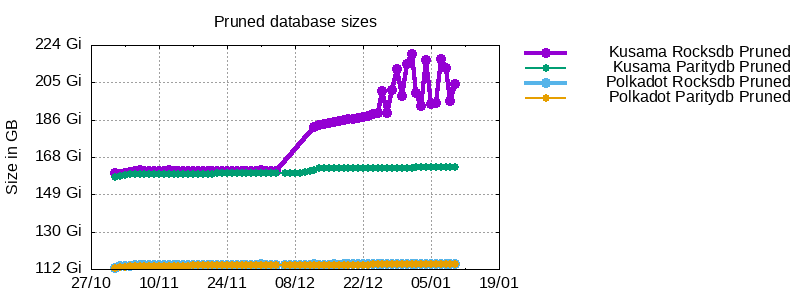 Pruned database sizes
224 Gi
205 Gi
186 Gi
168 Gi
149 Gi
130 Gi
112 Gi
Size in GB
27/10 10/11 24/11 08/12 22/12 05/01 19/01
Kusama Rocksdb Pruned
Kusama Paritydb Pruned
Polkadot Rocksdb Pruned
Polkadot Paritydb Pruned